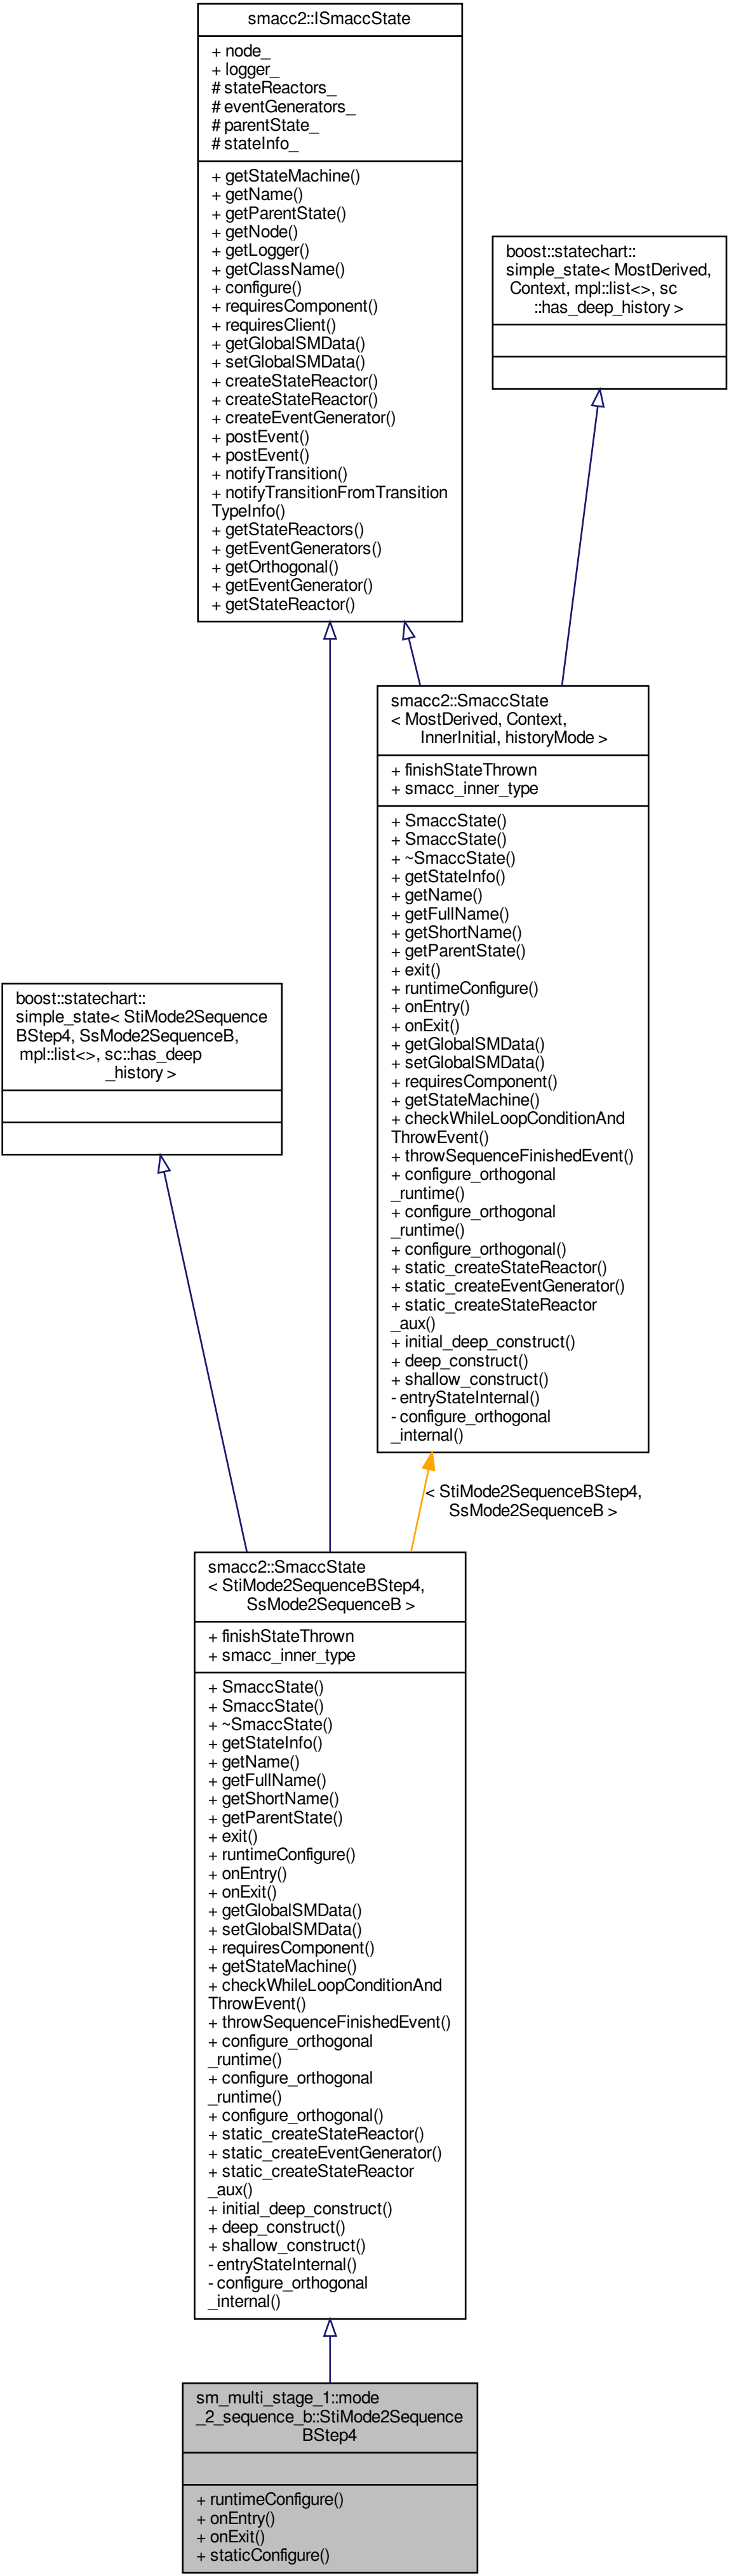 smacc2::ISmaccState
+ node_
+ logger_
# stateReactors_
# eventGenerators_
# parentState_
# stateInfo_
+ getStateMachine()
+ getName()
+ getParentState()
+ getNode()
+ getLogger()
+ getClassName()
+ configure()
+ requiresComponent()
+ requiresClient()
+ getGlobalSMData()
+ setGlobalSMData()
+ createStateReactor()
+ createStateReactor()
+ createEventGenerator()
+ postEvent()
+ postEvent()
+ notifyTransition()
+ notifyTransitionFromTransition
TypeInfo()
+ getStateReactors()
+ getEventGenerators()
+ getOrthogonal()
+ getEventGenerator()
+ getStateReactor()
boost::statechart::
simple_state< MostDerived,
Context, mpl::list<>, sc
::has_deep_history >
smacc2::SmaccState
< MostDerived, Context,
InnerInitial, historyMode >
+ finishStateThrown
+ smacc_inner_type
+ SmaccState()
+ SmaccState()
+ ~SmaccState()
+ getStateInfo()
+ getName()
+ getFullName()
+ getShortName()
+ getParentState()
+ exit()
+ runtimeConfigure()
+ onEntry()
+ onExit()
+ getGlobalSMData()
+ setGlobalSMData()
+ requiresComponent()
+ getStateMachine()
+ checkWhileLoopConditionAnd
ThrowEvent()
+ throwSequenceFinishedEvent()
+ configure_orthogonal
_runtime()
+ configure_orthogonal
_runtime()
+ configure_orthogonal()
+ static_createStateReactor()
+ static_createEventGenerator()
+ static_createStateReactor
_aux()
+ initial_deep_construct()
+ deep_construct()
+ shallow_construct()
- entryStateInternal()
- configure_orthogonal
_internal()
boost::statechart::
simple_state< StiMode2Sequence
BStep4, SsMode2SequenceB,
mpl::list<>, sc::has_deep
_history >
< StiMode2SequenceBStep4,
SsMode2SequenceB >
smacc2::SmaccState
< StiMode2SequenceBStep4,
SsMode2SequenceB >
+ finishStateThrown
+ smacc_inner_type
+ SmaccState()
+ SmaccState()
+ ~SmaccState()
+ getStateInfo()
+ getName()
+ getFullName()
+ getShortName()
+ getParentState()
+ exit()
+ runtimeConfigure()
+ onEntry()
+ onExit()
+ getGlobalSMData()
+ setGlobalSMData()
+ requiresComponent()
+ getStateMachine()
+ checkWhileLoopConditionAnd
ThrowEvent()
+ throwSequenceFinishedEvent()
+ configure_orthogonal
_runtime()
+ configure_orthogonal
_runtime()
+ configure_orthogonal()
+ static_createStateReactor()
+ static_createEventGenerator()
+ static_createStateReactor
_aux()
+ initial_deep_construct()
+ deep_construct()
+ shallow_construct()
- entryStateInternal()
- configure_orthogonal
_internal()
sm_multi_stage_1::mode
_2_sequence_b::StiMode2Sequence
BStep4
+ runtimeConfigure()
+ onEntry()
+ onExit()
+ staticConfigure()